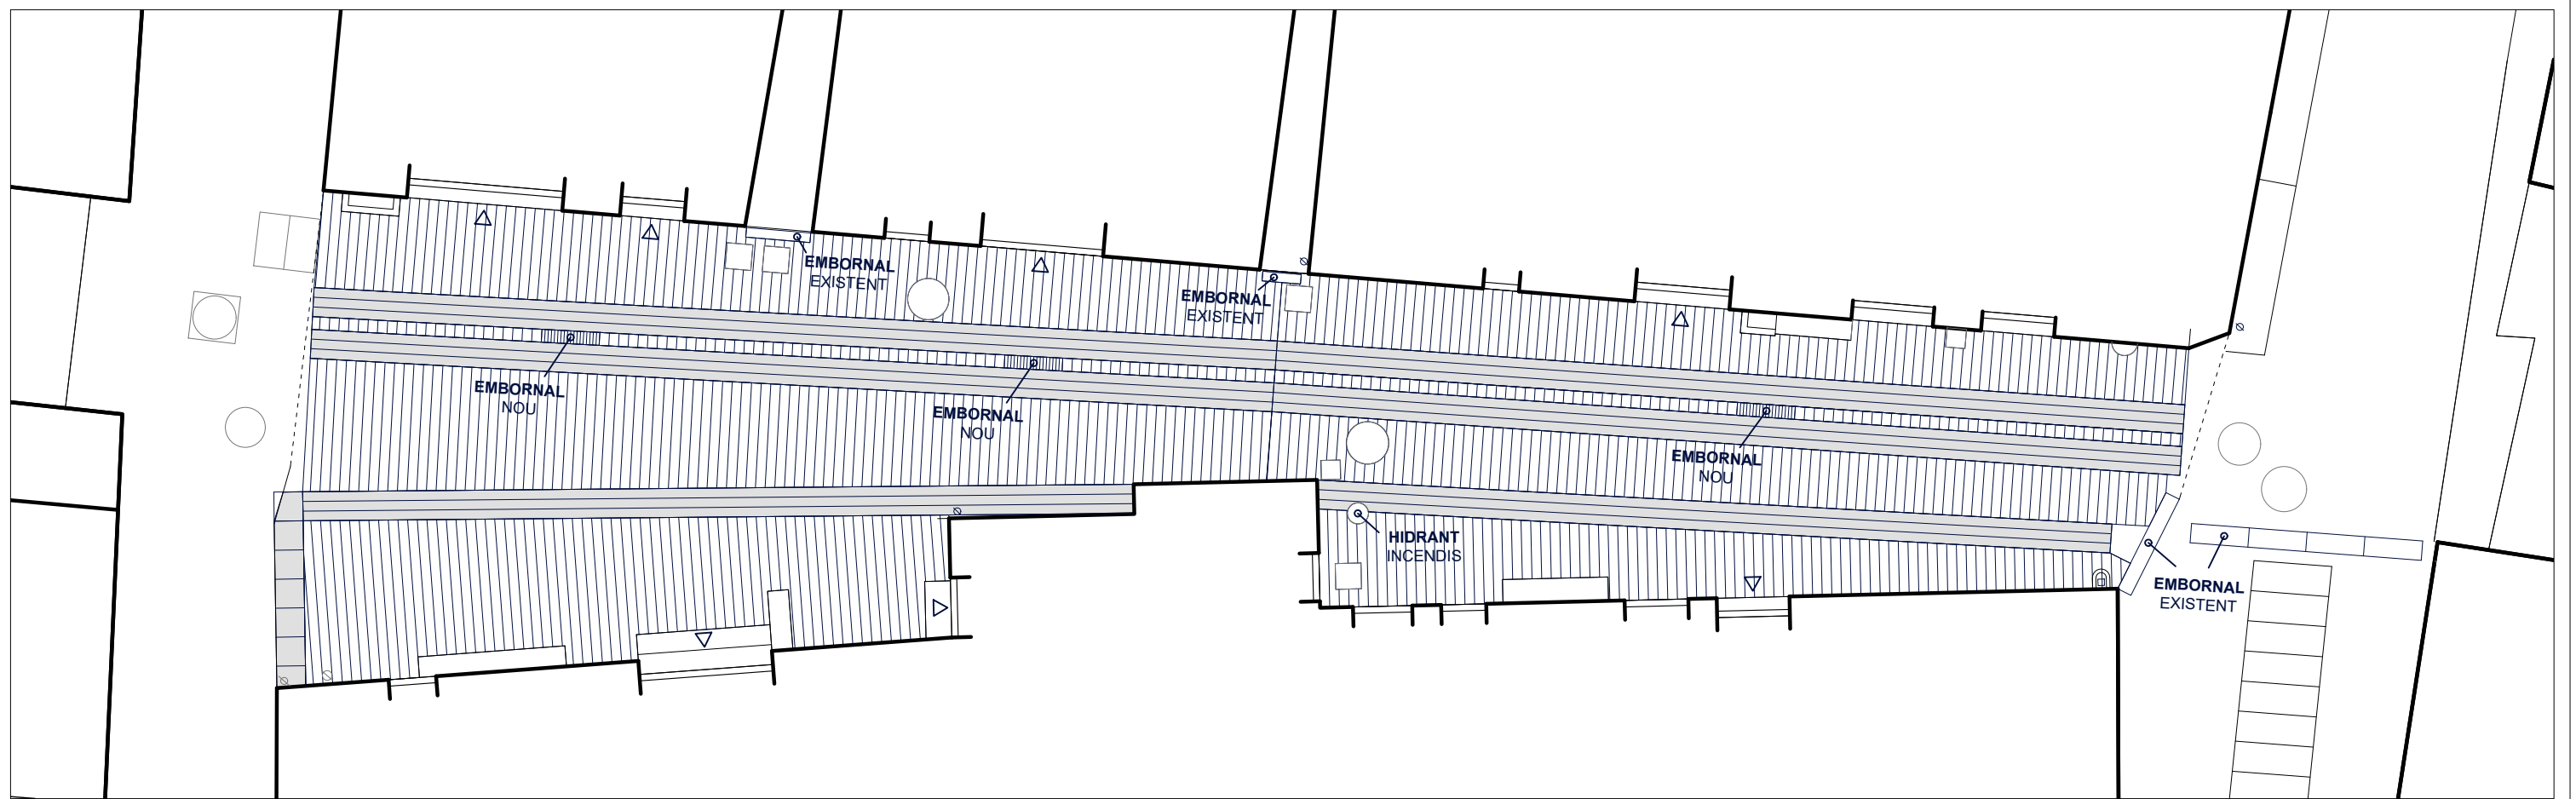 EMBORNAL
EXISTENT
EMBORNAL
EXISTENT
EMBORNAL
NOU
EMBORNAL
NOU
EMBORNAL
NOU
HIDRANT
INCENDIS
EMBORNAL
EXISTENT